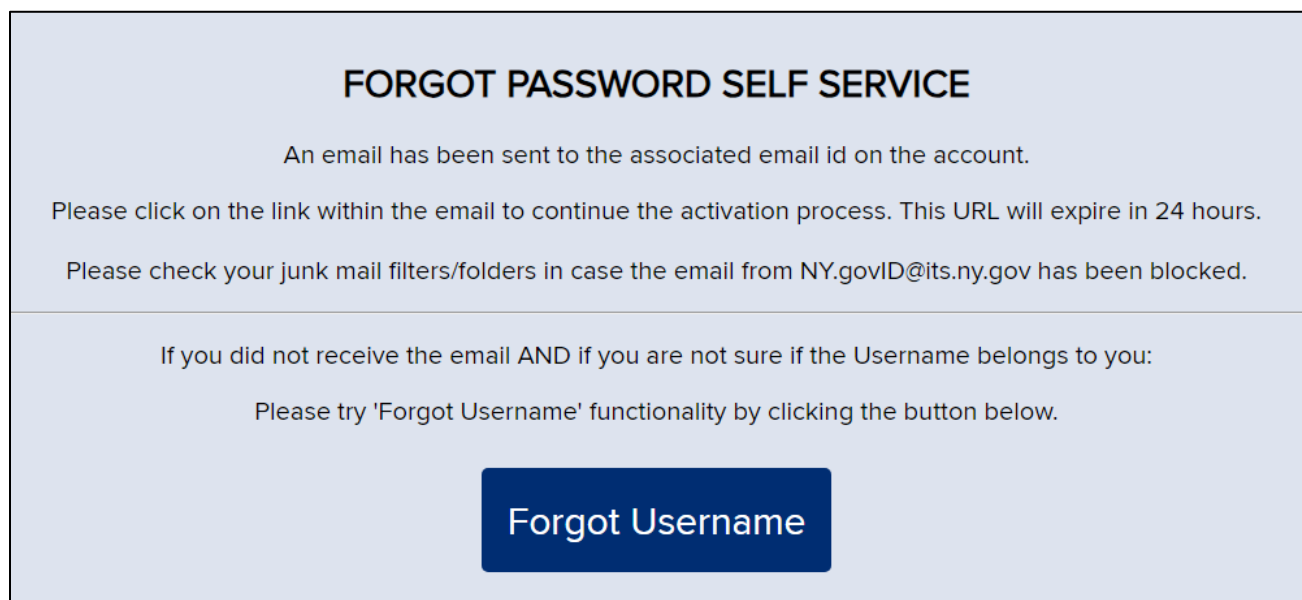 FORGOT PASSWORD SELF SERVICE
An email has been sent to the associated email id on the account.
Please click on the link within the email to continue the activation process. This URL will expire in 24 hours.
Please check your junk mail filters/folders in case the email from NY.govID@its.ny.gov has been blocked.
If you did not receive the email AND if you are not sure if the Username belongs to you:
Please try 'Forgot Username' functionality by clicking the button below.
Forgot Username